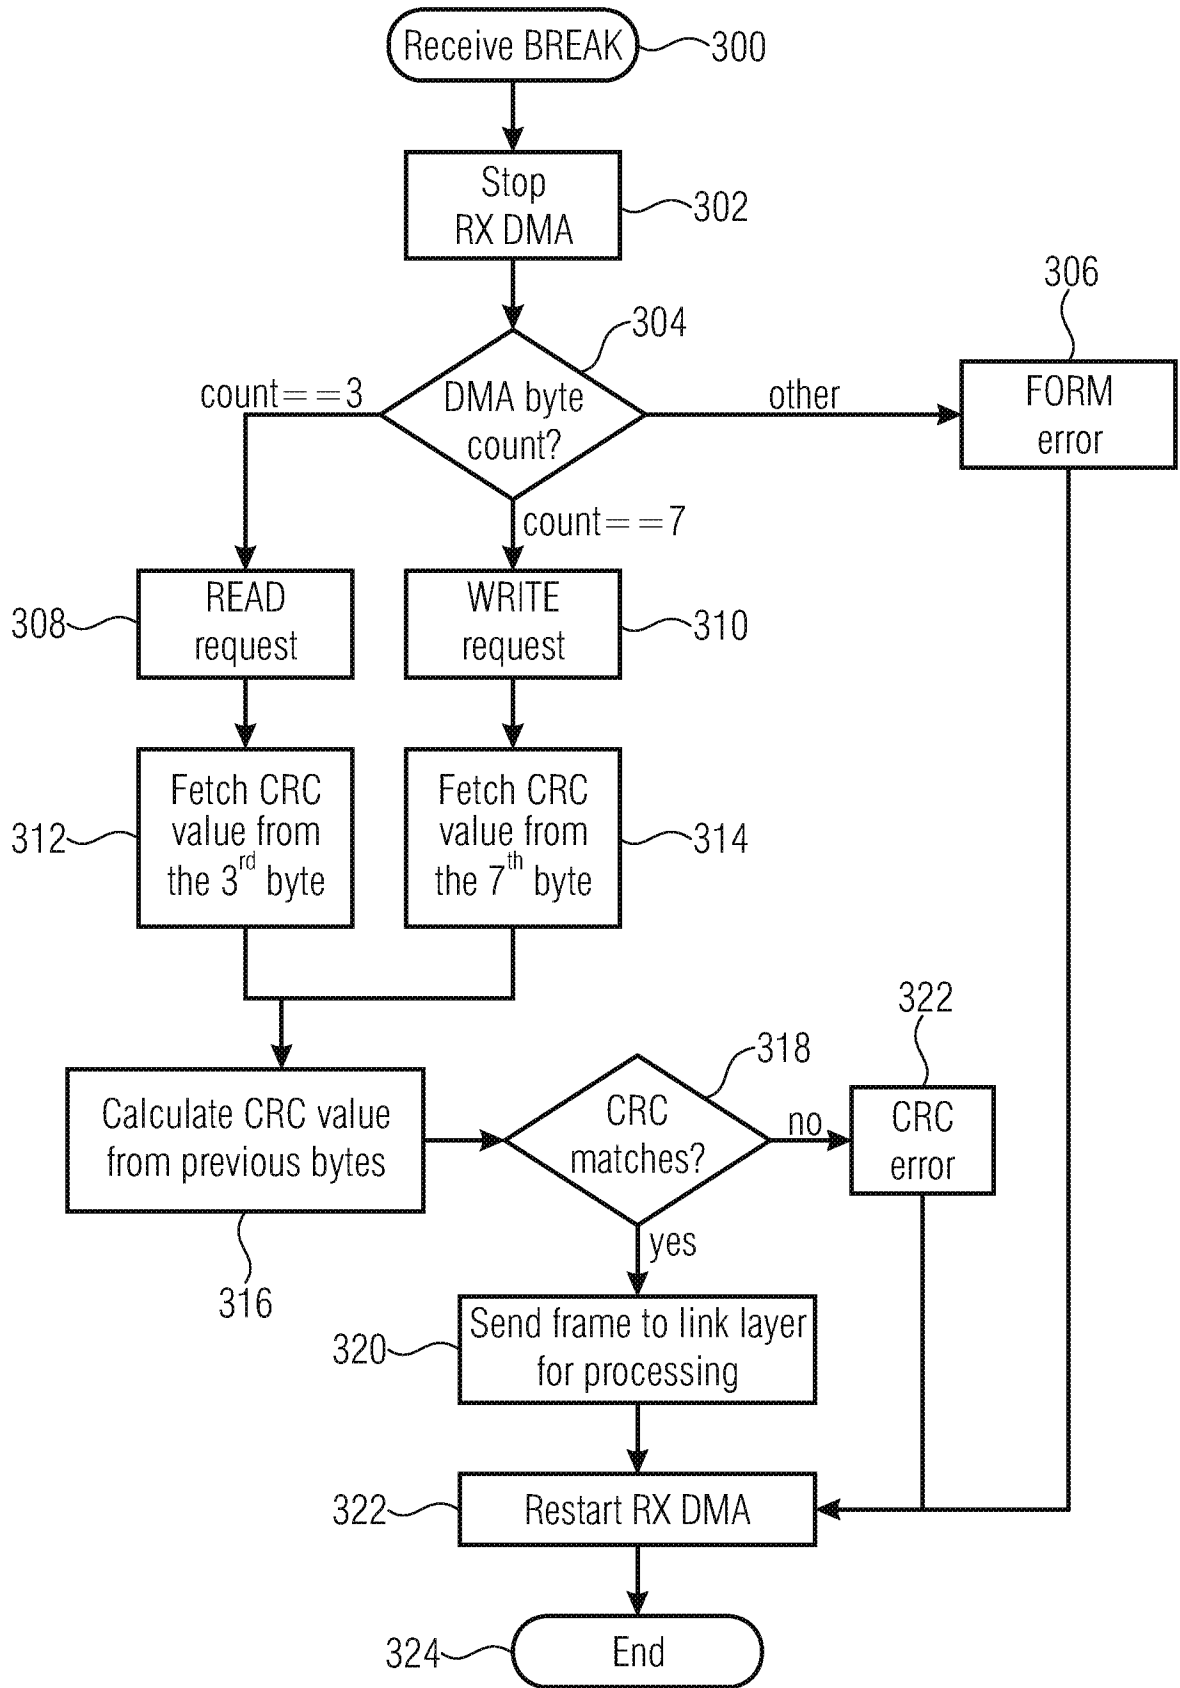 Receive BREAK
300
Stop
RX DMA
302
304
306
count==3
DMA byte
count?
other
FORM
error
count==7
308
READ
request
WRITE
request
310
312
Fetch CRC
value from
the 3rd byte
Fetch CRC
value from
the 7th byte
314
Calculate CRC value
from previous bytes
316
318
CRC
matches?
no
322
CRC
error
yes
320
Send frame to link layer
for processing
322
Restart RX DMA
324
End